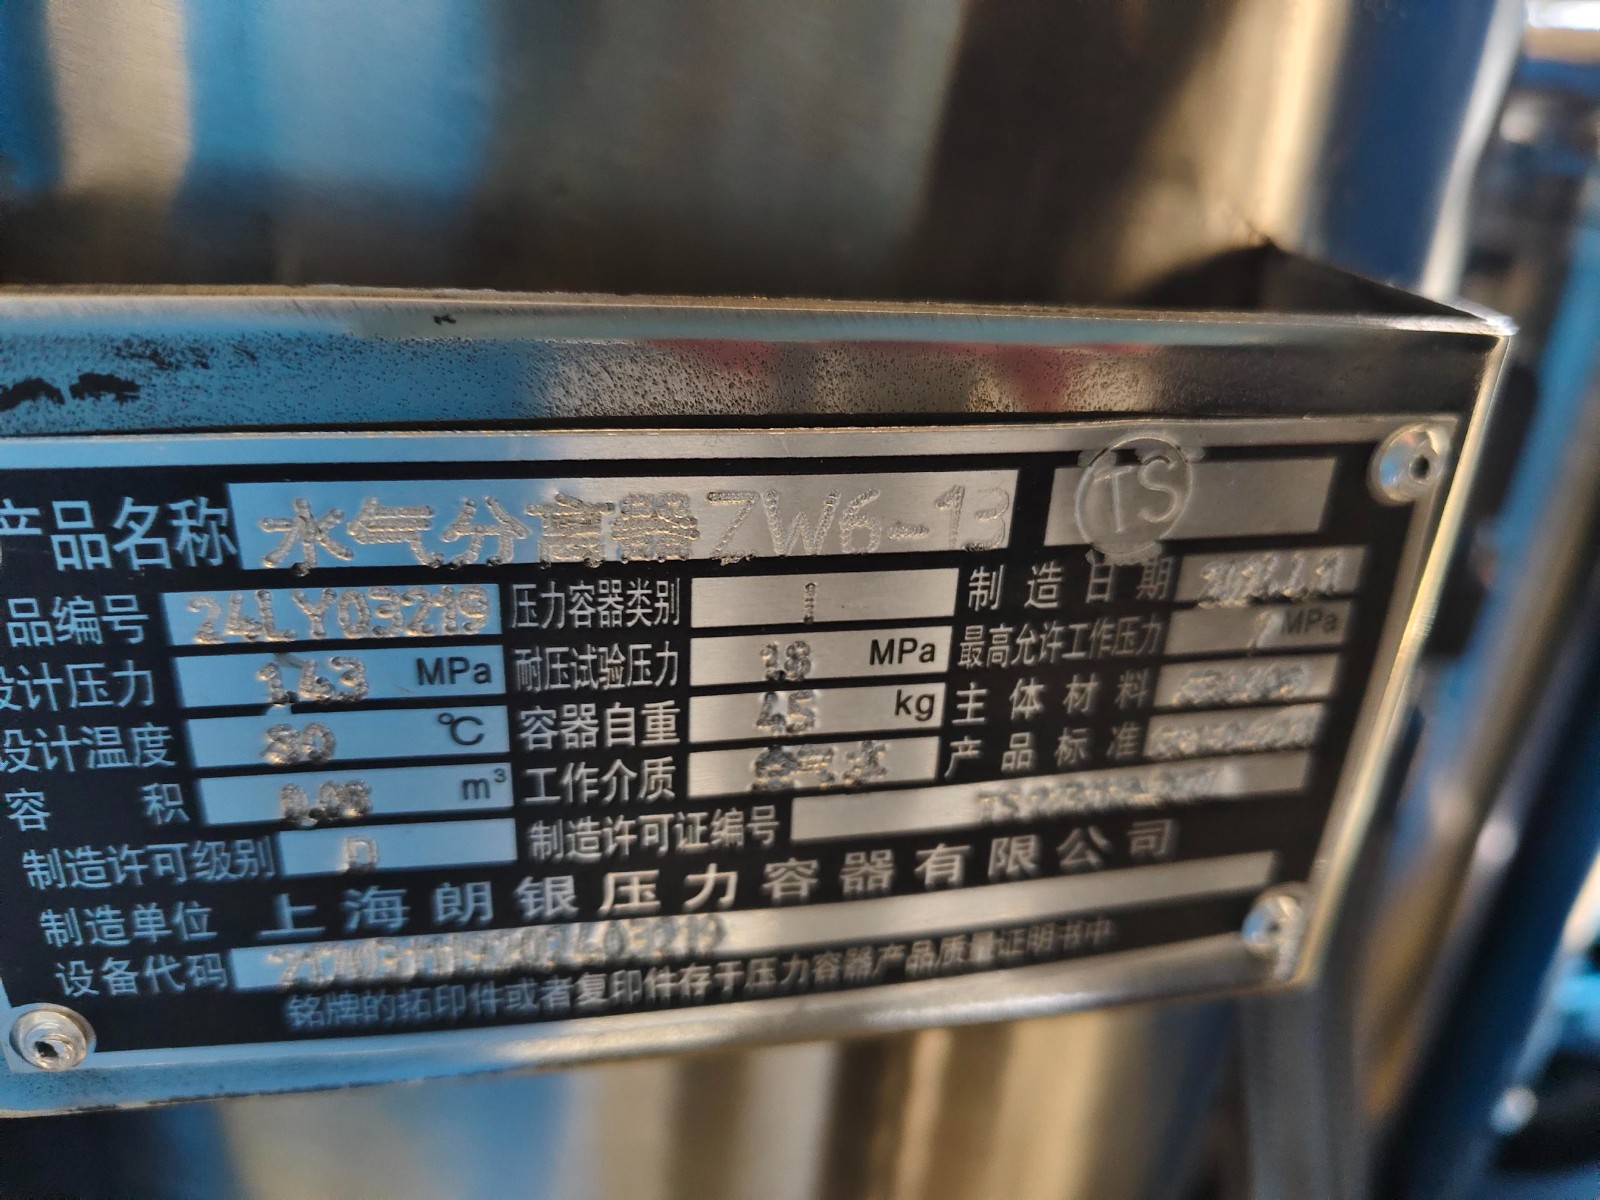 产品名称 水气分离器ZW6-13 TS
品编号 24LY03219 压力容器类别 I 制造日期
设计压力 1.43 MPa 耐压试验压力 18 MPa 最高允许工作压力 MPa
设计温度 80 ℃ 容器自重 45 kg 主体材料
容积 m³ 工作介质 产品标准
制造许可级别 D 制造许可证编号
制造单位 上海朗银压力容器有限公司
设备代码
铭牌的拓印件或者复印件存于压力容器产品质量证明书中